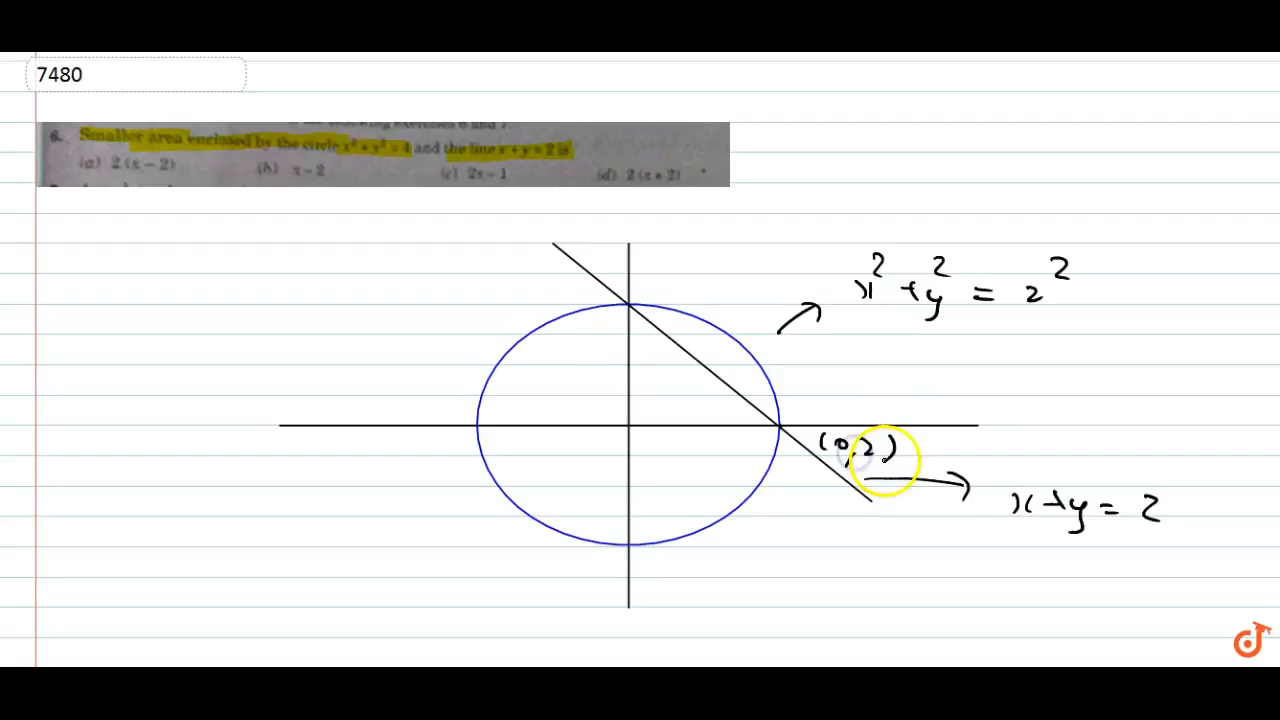 7480
6. Smaller area enclosed by the circle x² + y² = 4 and the line x + y = 2 is
(a) 2 (π – 2) (b) π – 2 (c) 2π – 1 (d) 2 (π + 2)
x² + y² = 2²
(0,2)
x + y = 2